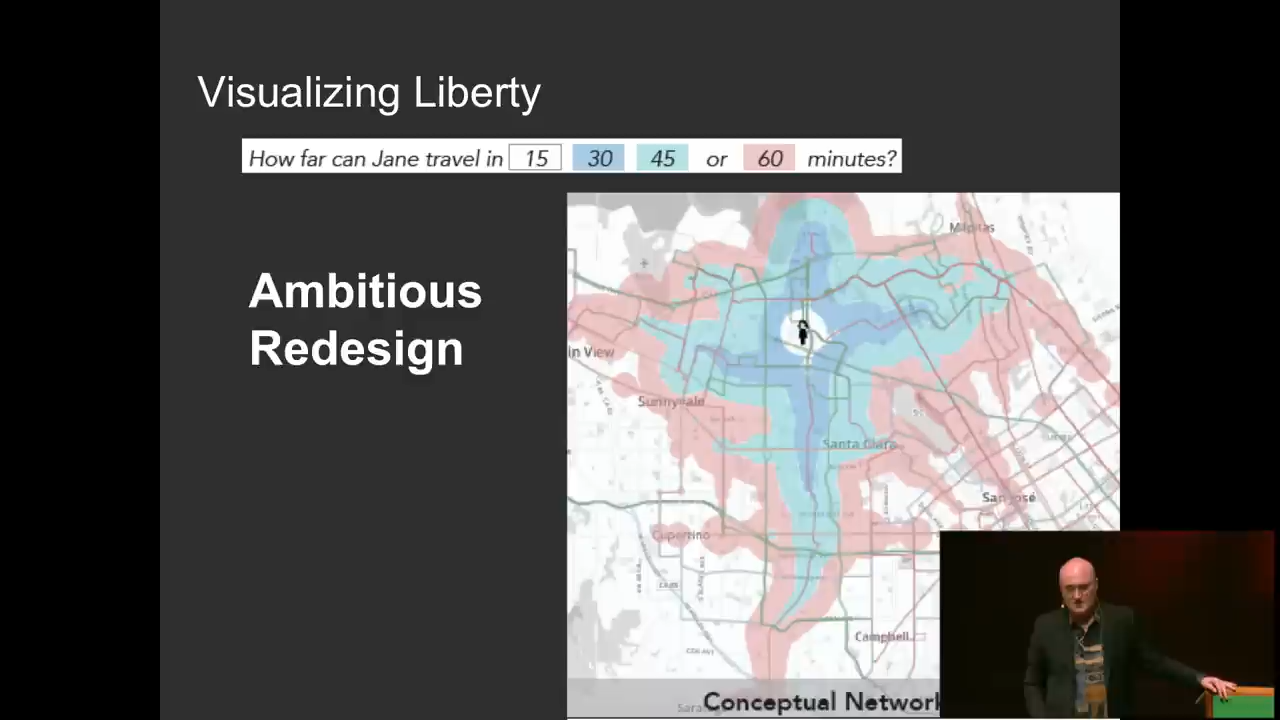 Visualizing Liberty
How far can Jane travel in 15 30 45 or 60 minutes?
Ambitious
Redesign
Milpitas
in View
Sunnyvale
Santa Clara
San José
Cupertino
Campbell
Conceptual Network